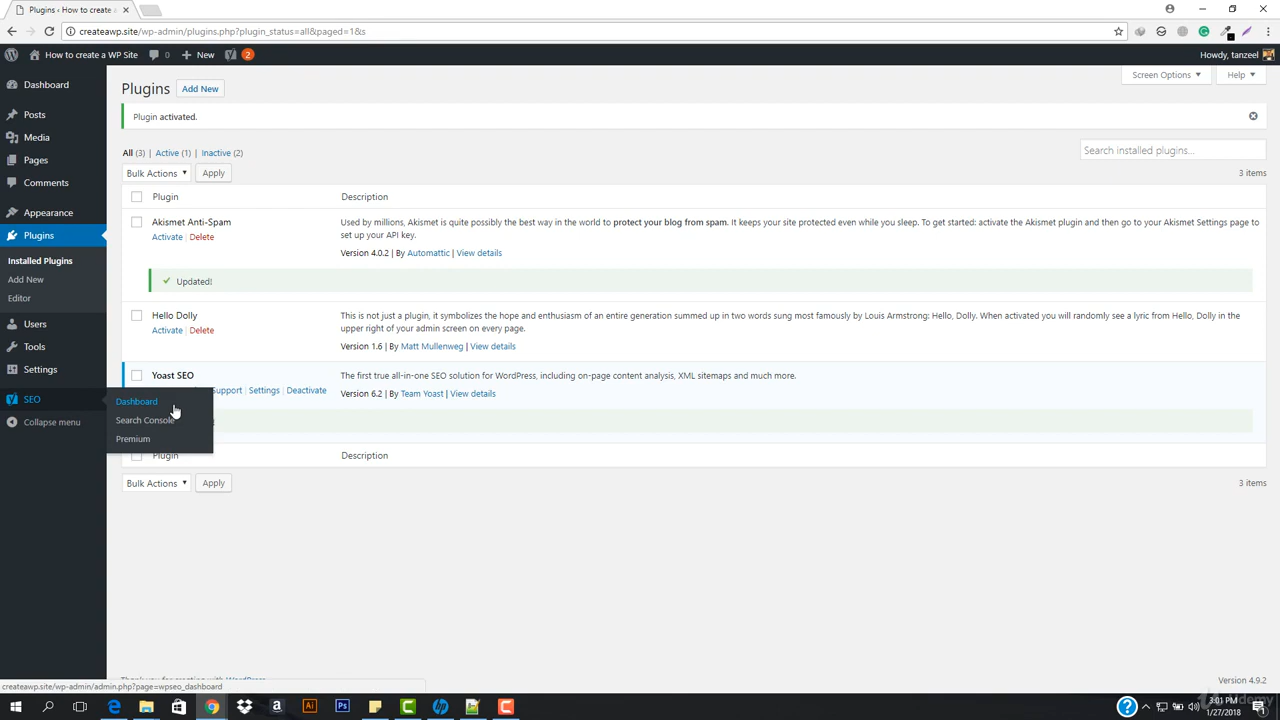 Plugins ‹ How to create a
createawp.site/wp-admin/plugins.php?plugin_status=all&paged=1&s
How to create a WP Site
0
New
2
Howdy, tanzeel
Dashboard
Posts
Media
Pages
Comments
Appearance
Plugins
Installed Plugins
Add New
Editor
Users
Tools
Settings
SEO
Collapse menu
Dashboard
Search Console
Premium
Plugins
Add New
Screen Options
Help
Plugin activated.
All (3) | Active (1) | Inactive (2)
Search installed plugins...
Bulk Actions
Apply
3 items
Plugin
Description
Akismet Anti-Spam
Activate | Delete
Used by millions, Akismet is quite possibly the best way in the world to protect your blog from spam. It keeps your site protected even while you sleep. To get started: activate the Akismet plugin and then go to your Akismet Settings page to
set up your API key.
Version 4.0.2 | By Automattic | View details
Updated!
Hello Dolly
Activate | Delete
This is not just a plugin, it symbolizes the hope and enthusiasm of an entire generation summed up in two words sung most famously by Louis Armstrong: Hello, Dolly. When activated you will randomly see a lyric from Hello, Dolly in the
upper right of your admin screen on every page.
Version 1.6 | By Matt Mullenweg | View details
Yoast SEO
Support | Settings | Deactivate
The first true all-in-one SEO solution for WordPress, including on-page content analysis, XML sitemaps and much more.
Version 6.2 | By Team Yoast | View details
Plugin
Description
Bulk Actions
Apply
3 items
Thank you for creating with WordPress.
Version 4.9.2
createawp.site/wp-admin/admin.php?page=wpseo_dashboard
3:01 PM
1/27/2018
Udemy